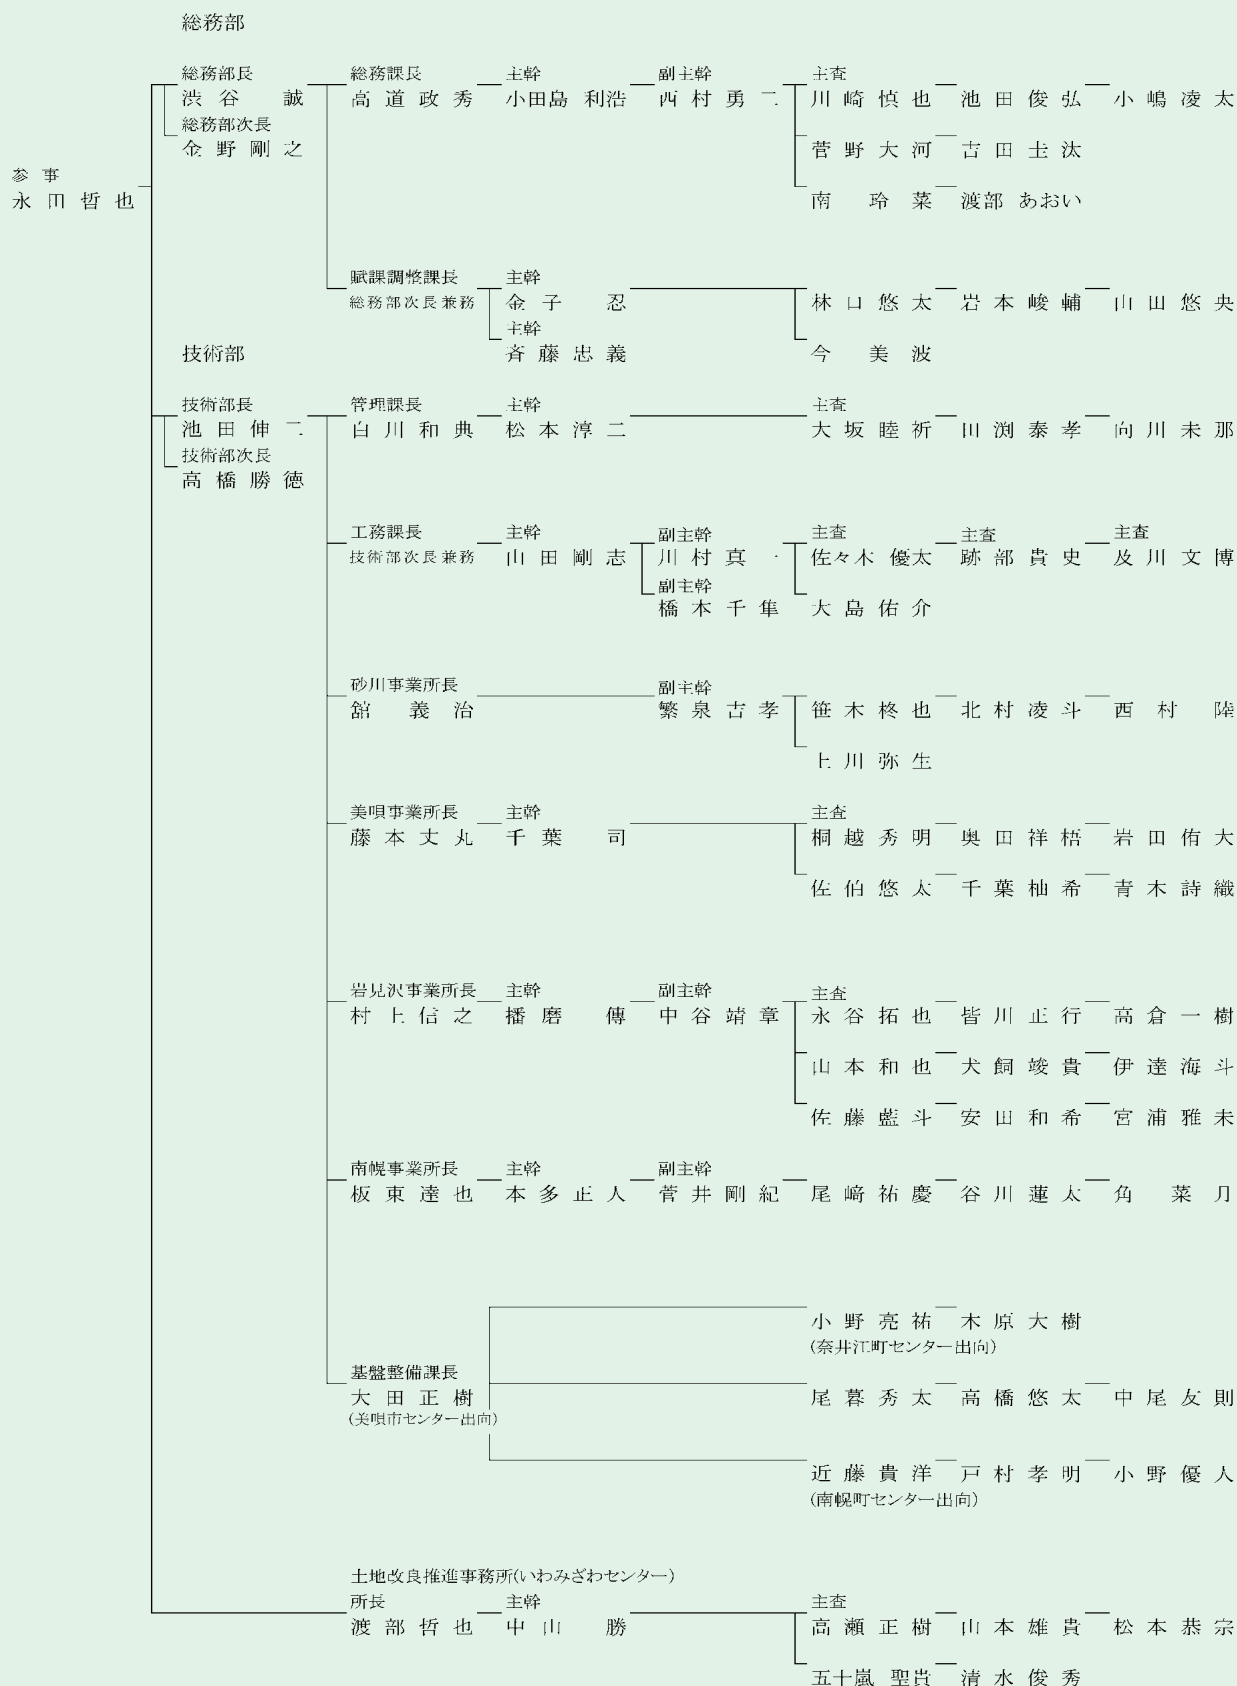 総務部
総務部長 総務課長 主幹 副主幹 主査
渋谷 誠 高道政秀 小田島 利浩 西村勇二 川崎慎也 池田俊弘 小嶋凌太
総務部次長
金野剛之 菅野大河 吉田圭汰
参事
永田哲也 南 玲菜 渡部 あおい
賦課調整課長 主幹
総務部次長兼務 金子 忍 林口悠太 岩本峻輔 山田悠央
主幹
技術部 斉藤忠義 今 美波
技術部長 管理課長 主幹 主査
池田伸二 白川和典 松本淳二 大坂睦祈 田渕泰孝 向川未那
技術部次長
高橋勝徳
工務課長 主幹 副主幹 主査 主査 主査
技術部次長兼務 山田剛志 川村真一 佐々木 優太 跡部貴史 及川文博
副主幹
橋本千隼 大島佑介
砂川事業所長 副主幹
舘 義治 繁泉吉孝 笹木柊也 北村凌斗 西村 陸
上川弥生
美唄事業所長 主幹 主査
藤本丈丸 千葉 司 桐越秀明 奥田祥梧 岩田侑大
佐伯悠太 千葉柚希 青木詩織
岩見沢事業所長 主幹 副主幹 主査
村上信之 播磨 傳 中谷靖章 永谷拓也 皆川正行 高倉一樹
山本和也 犬飼竣貴 伊達海斗
佐藤藍斗 安田和希 宮浦雅未
南幌事業所長 主幹 副主幹
板東達也 本多正人 菅井剛紀 尾﨑祐慶 谷川蓮太 角 菜月
小野亮祐 木原大樹
(奈井江町センター出向)
基盤整備課長
大田正樹 尾暮秀太 高橋悠太 中尾友則
(美唄市センター出向)
近藤貴洋 戸村孝明 小野優人
(南幌町センター出向)
土地改良推進事務所(いわみざわセンター)
所長 主幹 主査
渡部哲也 中山 勝 高瀬正樹 山本雄貴 松本恭宗
五十嵐 聖貴 清水俊秀